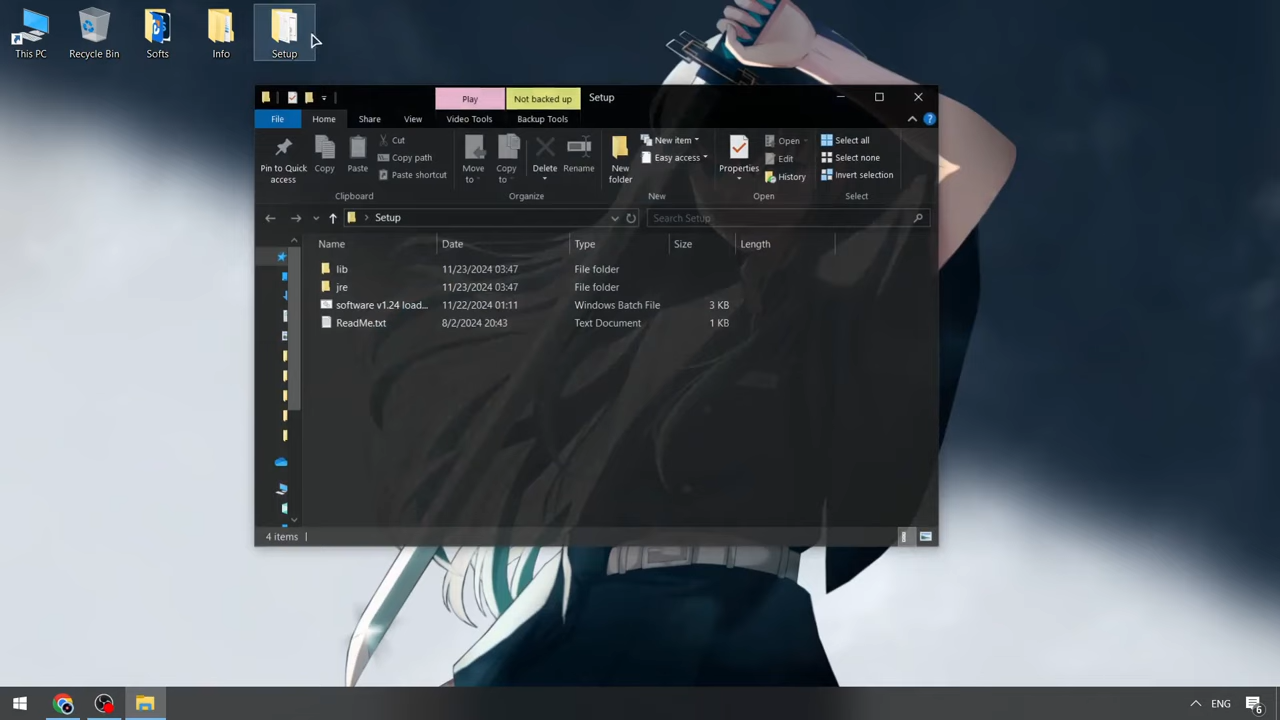 This PC
Recycle Bin
Softs
Info
Setup
Play
Not backed up
Setup
File
Home
Share
View
Video Tools
Backup Tools
Pin to Quick access
Copy
Paste
Cut
Copy path
Paste shortcut
Clipboard
Move to
Copy to
Delete
Rename
Organize
New folder
New item
Easy access
New
Properties
Open
Edit
History
Open
Select all
Select none
Invert selection
Select
Setup
Search Setup
Name Date Type Size Length
lib 11/23/2024 03:47 File folder
jre 11/23/2024 03:47 File folder
software v1.24 load... 11/22/2024 01:11 Windows Batch File 3 KB
ReadMe.txt 8/2/2024 20:43 Text Document 1 KB
4 items
ENG
6